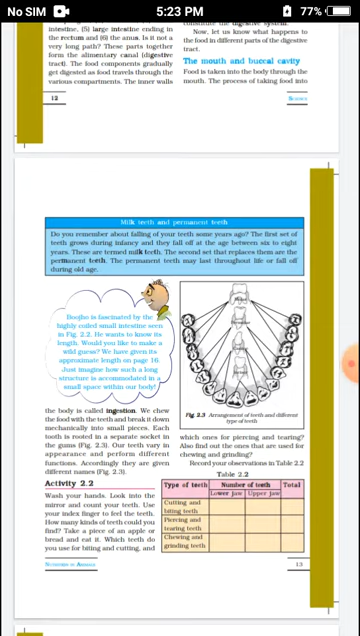 No SIM
5:23 PM
77%
intestine, (5) large intestine ending in
the rectum and (6) the anus. Is it not a
very long path? These parts together
form the alimentary canal (digestive
tract). The food components gradually
get digested as food travels through the
various compartments. The inner walls
constitute the digestive system.
Now, let us know what happens to
the food in different parts of the digestive
tract.
The mouth and buccal cavity
Food is taken into the body through the
mouth. The process of taking food into
12
Science
Milk teeth and permanent teeth
Do you remember about falling of your teeth some years ago? The first set of
teeth grows during infancy and they fall off at the age between six to eight
years. These are termed milk teeth. The second set that replaces them are the
permanent teeth. The permanent teeth may last throughout life or fall off
during old age.
Boojho is fascinated by the
highly coiled small intestine seen
in Fig. 2.2. He wants to know its
length. Would you like to make a
wild guess? We have given its
approximate length on page 16.
Just imagine how such a long
structure is accommodated in a
small space within our body!
Fig. 2.3 Arrangement of teeth and different
type of teeth
the body is called ingestion. We chew
the food with the teeth and break it down
mechanically into small pieces. Each
tooth is rooted in a separate socket in
the gums (Fig. 2.3). Our teeth vary in
appearance and perform different
functions. Accordingly they are given
different names (Fig. 2.3).
Activity 2.2
Wash your hands. Look into the
mirror and count your teeth. Use
your index finger to feel the teeth.
How many kinds of teeth could you
find? Take a piece of an apple or
bread and eat it. Which teeth do
you use for biting and cutting, and
which ones for piercing and tearing?
Also find out the ones that are used for
chewing and grinding?
Record your observations in Table 2.2
Table 2.2
Type of teeth Number of teeth Total
Lower Jaw Upper Jaw
Cutting and
biting teeth
Piercing and
tearing teeth
Chewing and
grinding teeth
Nutrition in Animals
13